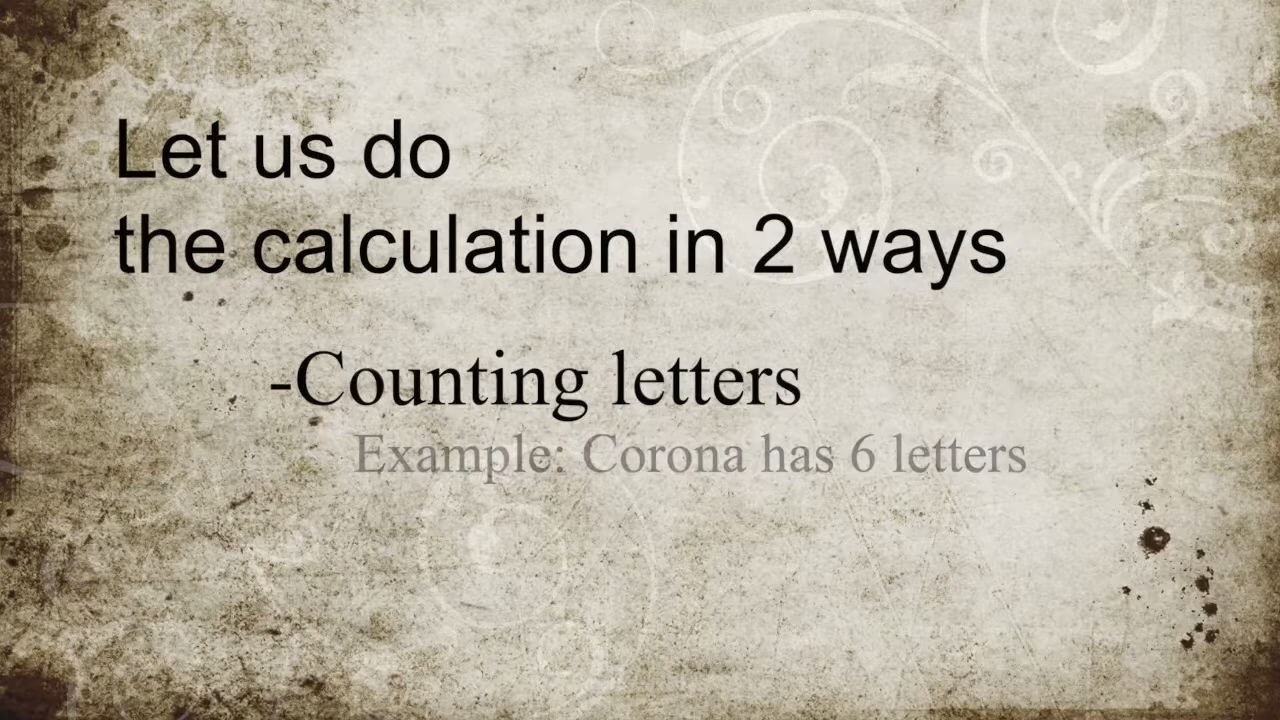 Let us do
the calculation in 2 ways
-Counting letters
Example: Corona has 6 letters